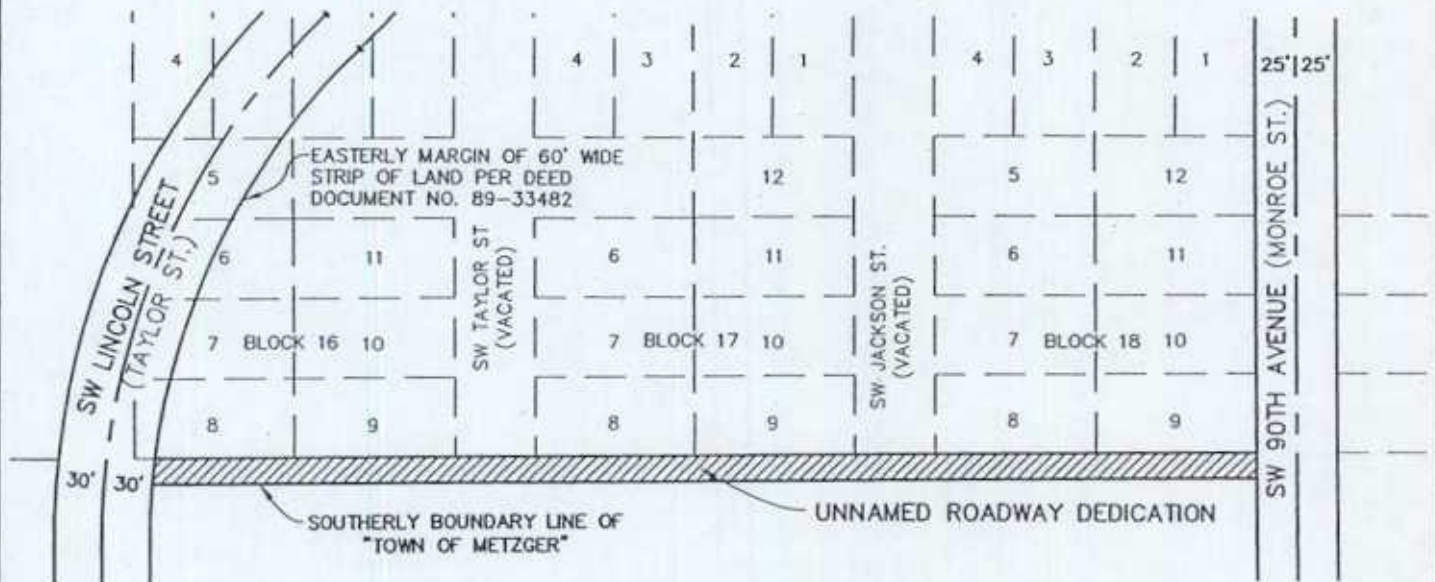 4 4 3 2 1 4 3 2 1 25' 25'
EASTERLY MARGIN OF 60' WIDE
STRIP OF LAND PER DEED
DOCUMENT NO. 89-33482
5 12 5 12
6 11 6 11 6 11
SW LINCOLN STREET
(TAYLOR ST.)
SW TAYLOR ST
(VACATED)
SW JACKSON ST.
(VACATED)
SW 90TH AVENUE (MONROE ST.)
7 BLOCK 16 10 7 BLOCK 17 10 7 BLOCK 18 10
8 9 8 9 8 9
30' 30'
SOUTHERLY BOUNDARY LINE OF
"TOWN OF METZGER"
UNNAMED ROADWAY DEDICATION